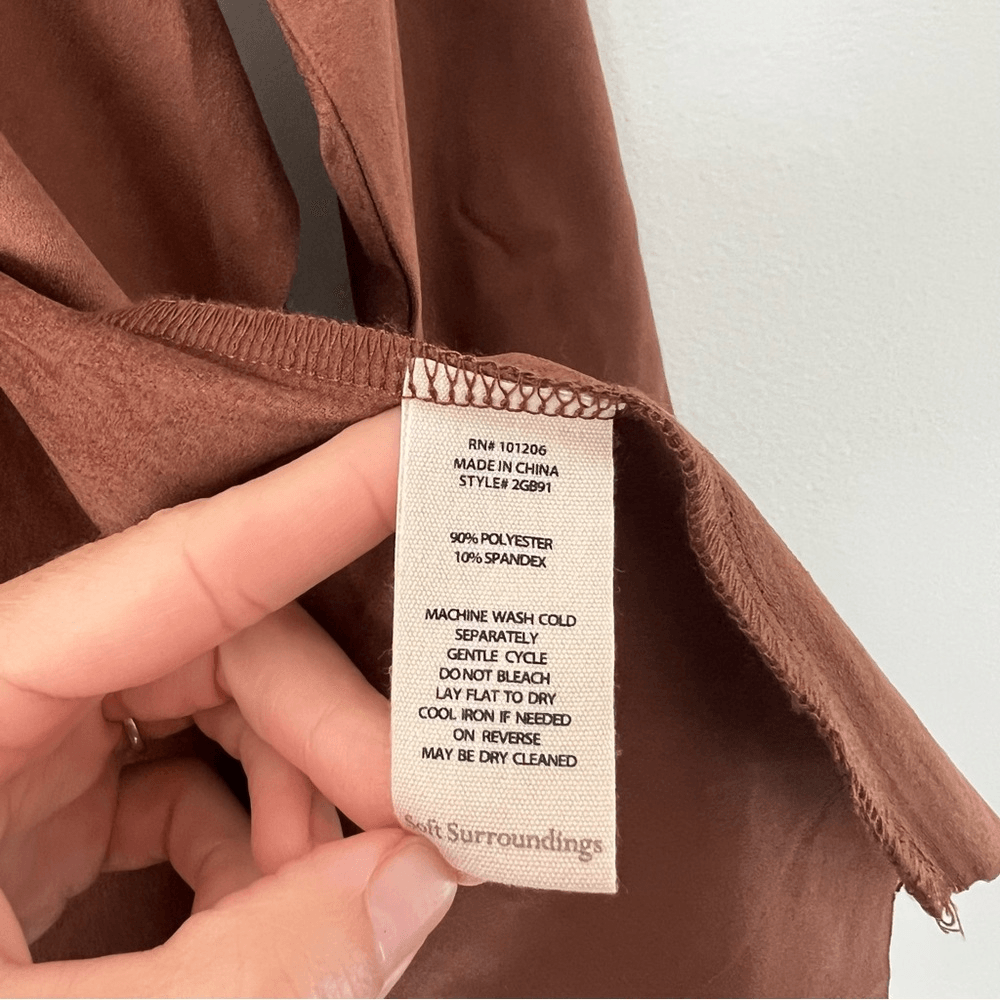 RN# 101206
MADE IN CHINA
STYLE# 2GB91
90% POLYESTER
10% SPANDEX
MACHINE WASH COLD
SEPARATELY
GENTLE CYCLE
DO NOT BLEACH
LAY FLAT TO DRY
COOL IRON IF NEEDED
ON REVERSE
MAY BE DRY CLEANED
Soft Surroundings